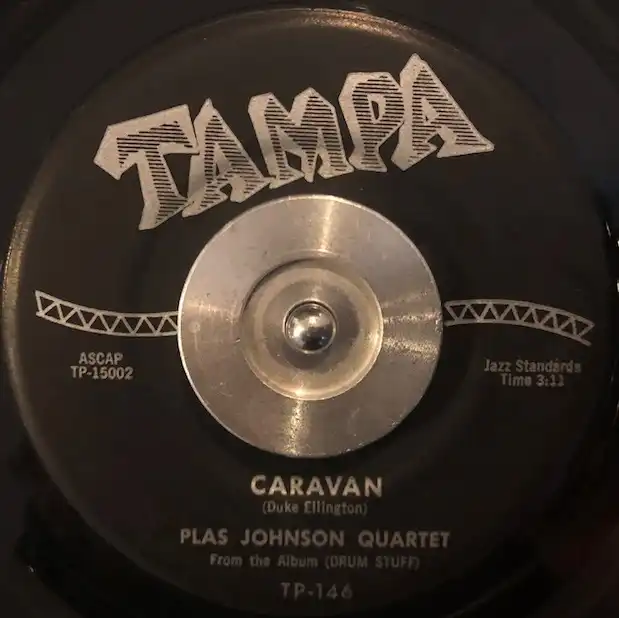 TAMPA
ASCAP
TP-15002
Jazz Standards
Time 3:11
CARAVAN
(Duke Ellington)
PLAS JOHNSON QUARTET
From the Album (DRUM STUFF)
TP-146